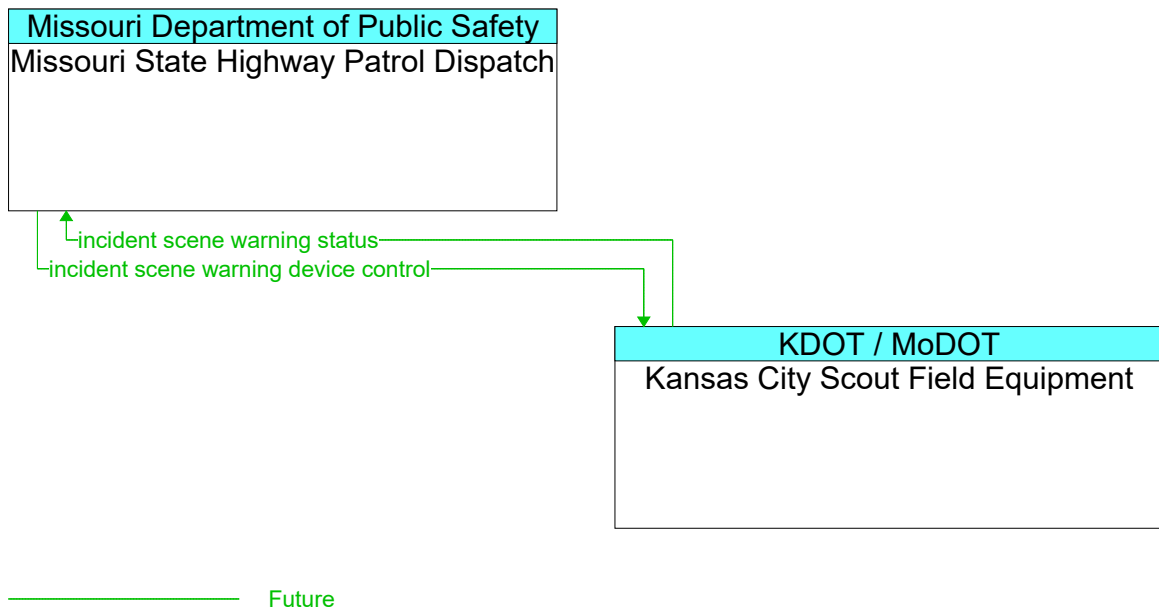 Missouri Department of Public Safety
Missouri State Highway Patrol Dispatch
incident scene warning status
incident scene warning device control
KDOT / MoDOT
Kansas City Scout Field Equipment
Future